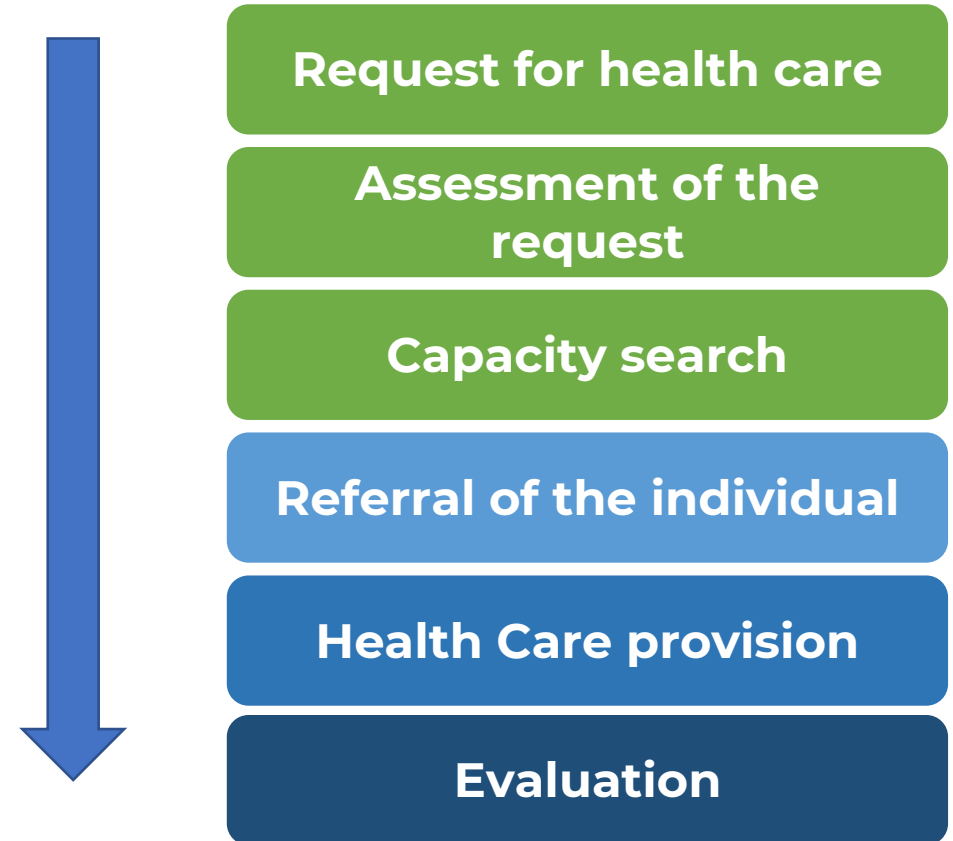 Request for health care
Assessment of the
request
Capacity search
Referral of the individual
Health Care provision
Evaluation